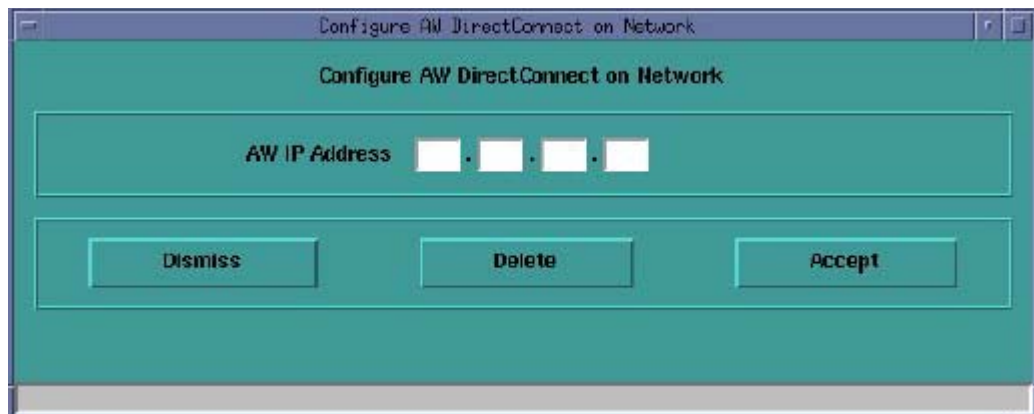 Configure AW DirectConnect on Network
Configure AW DirectConnect on Network
AW IP Address . . .
Dismiss Delete Accept